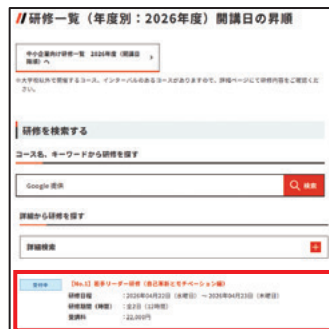 研修一覧（年度別：2026年度）開講日の昇順
中小企業向け研修一覧 2026年度（開講日
順順）へ
※大学校以外で開催するコース、インターバルのあるコースがありますので、詳細ページにて研修内容をご確認くだ
さい。
研修を検索する
コース名、キーワードから研修を探す
Google 提供
検索
詳細から研修を探す
詳細検索
受付中
【No.1】若手リーダー研修（自己革新とモチベーション編）
研修日程 ：2026年04月22日（水曜日）～2026年04月23日（木曜日）
研修期間（時間）：全2日（12時間）
受講料 ：22,000円